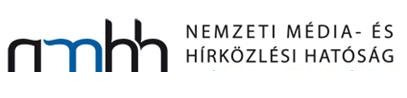 nmhh
NEMZETI MÉDIA- ÉS
HÍRKÖZLÉSI HATÓSÁG